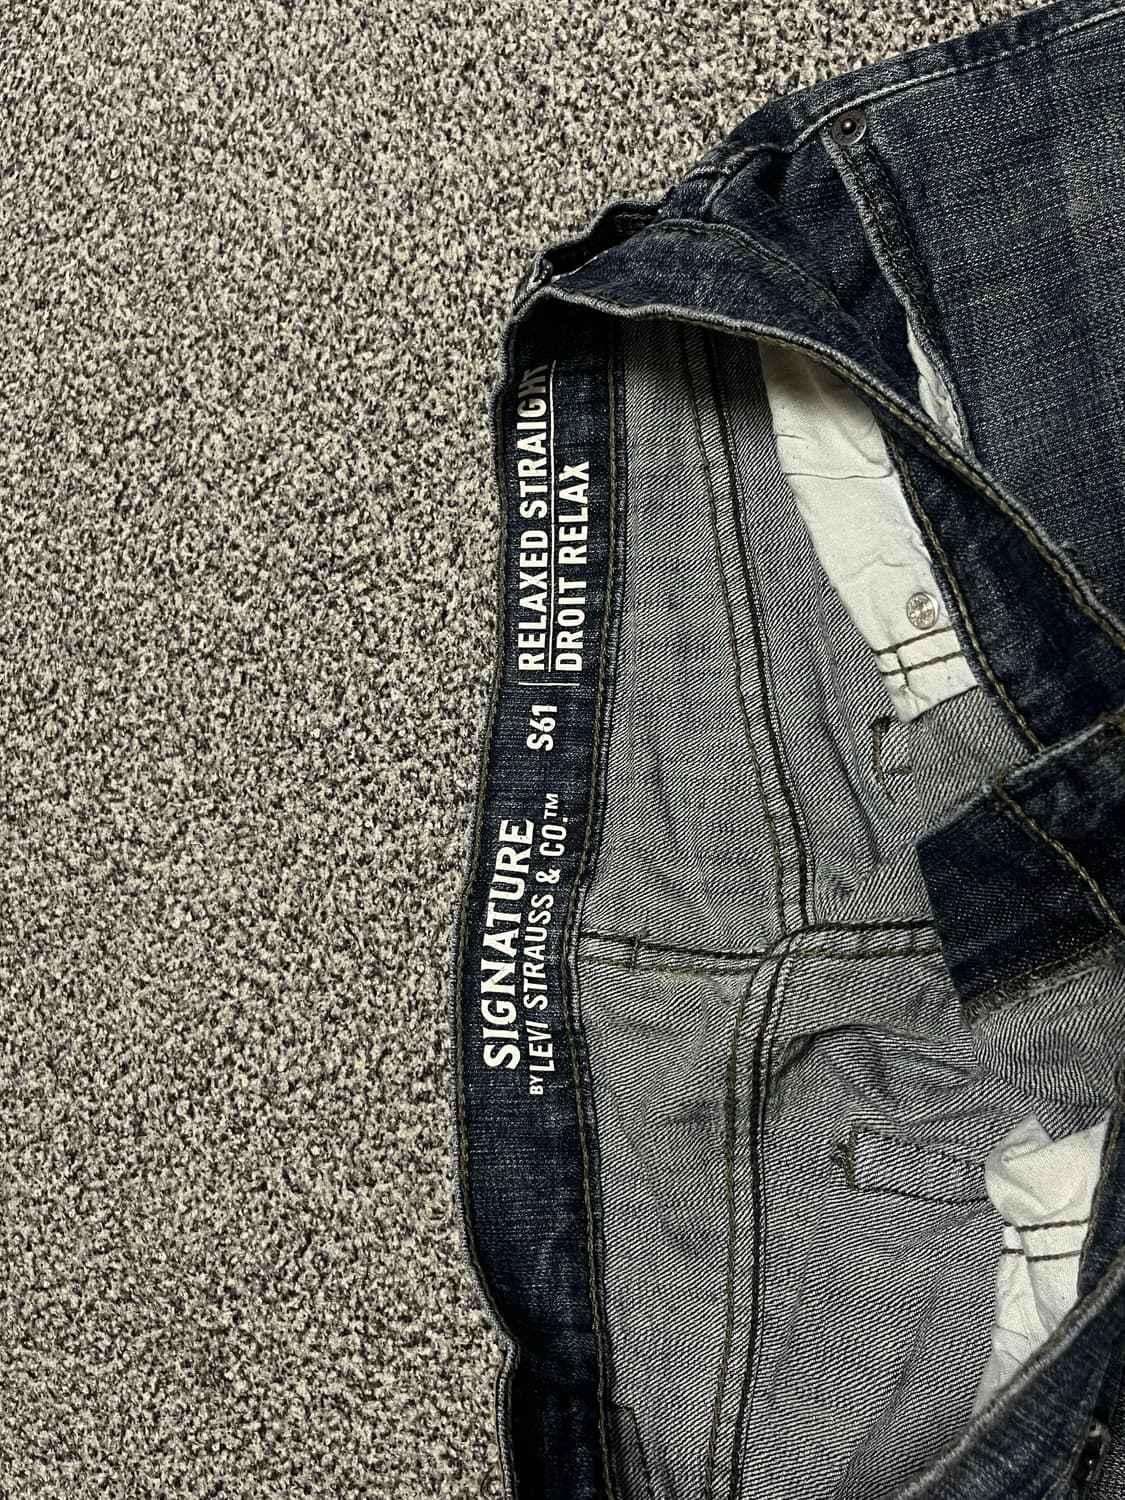 SIGNATURE
BY LEVI STRAUSS & CO.™
S61
RELAXED STRAIGHT
DROIT RELAX